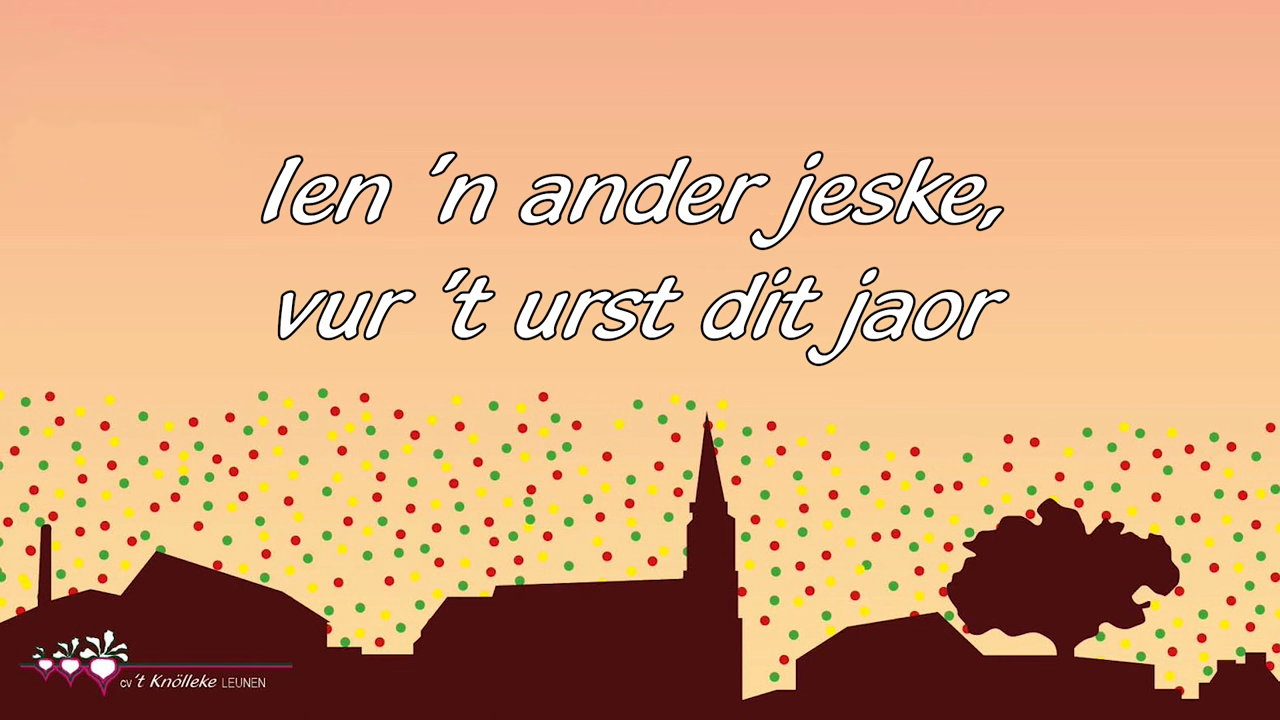 Ien 'n ander jeske,
vur 't urst dit jaor
cv 't Knölleke LEUNEN